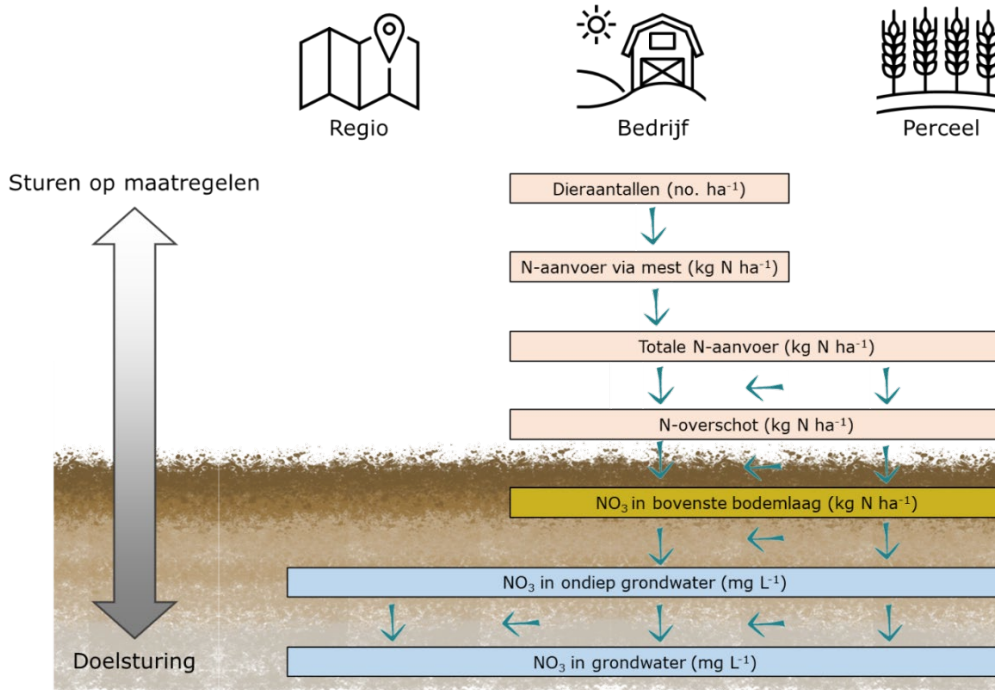 Regio
Bedrijf
Perceel
Sturen op maatregelen
Dieraantallen (no. ha⁻¹)
N-aanvoer via mest (kg N ha⁻¹)
Totale N-aanvoer (kg N ha⁻¹)
N-overschot (kg N ha⁻¹)
NO₃ in bovenste bodemlaag (kg N ha⁻¹)
NO₃ in ondiep grondwater (mg L⁻¹)
Doelsturing
NO₃ in grondwater (mg L⁻¹)